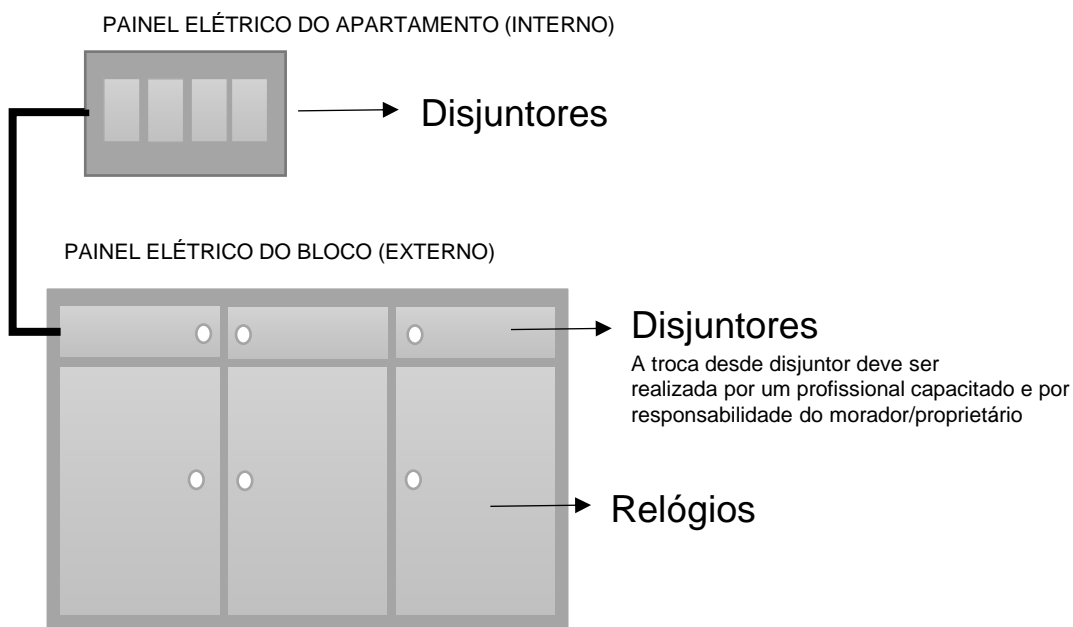 PAINEL ELÉTRICO DO APARTAMENTO (INTERNO)
Disjuntores
PAINEL ELÉTRICO DO BLOCO (EXTERNO)
Disjuntores
A troca desde disjuntor deve ser
realizada por um profissional capacitado e por
responsabilidade do morador/proprietário
Relógios